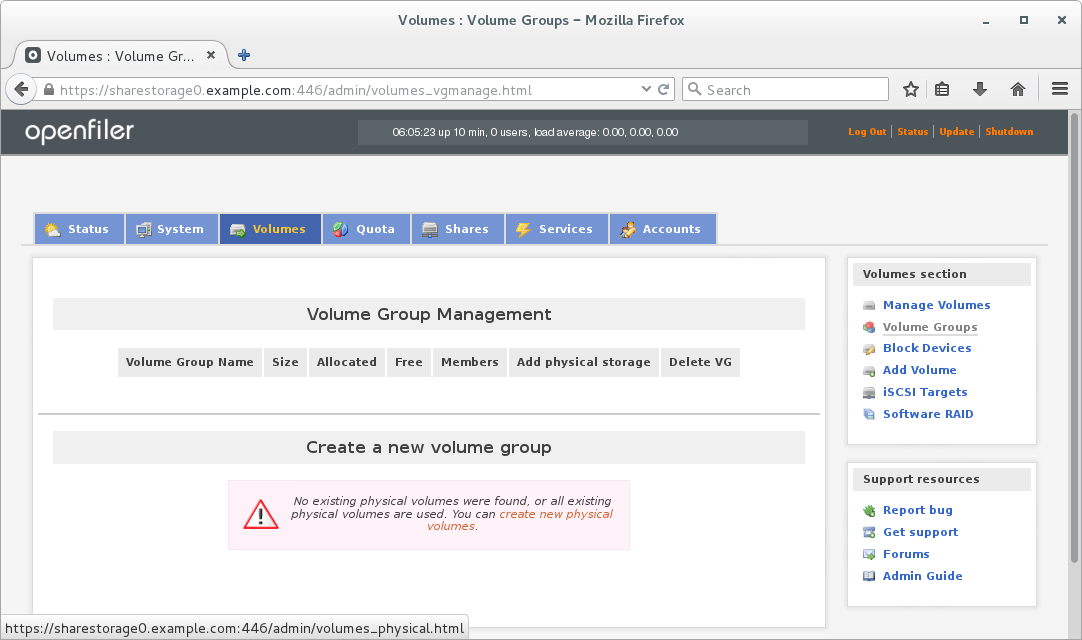 Volumes : Volume Groups – Mozilla Firefox
Volumes : Volume Gr...
https://sharestorage0.example.com:446/admin/volumes_vgmanage.html
Search
openfiler
06:05:23 up 10 min, 0 users, load average: 0.00, 0.00, 0.00
Log Out | Status | Update | Shutdown
Status System Volumes Quota Shares Services Accounts
Volume Group Management
Volume Group Name Size Allocated Free Members Add physical storage Delete VG
Create a new volume group
No existing physical volumes were found, or all existing
physical volumes are used. You can create new physical
volumes.
Volumes section
Manage Volumes
Volume Groups
Block Devices
Add Volume
iSCSI Targets
Software RAID
Support resources
Report bug
Get support
Forums
Admin Guide
https://sharestorage0.example.com:446/admin/volumes_physical.html